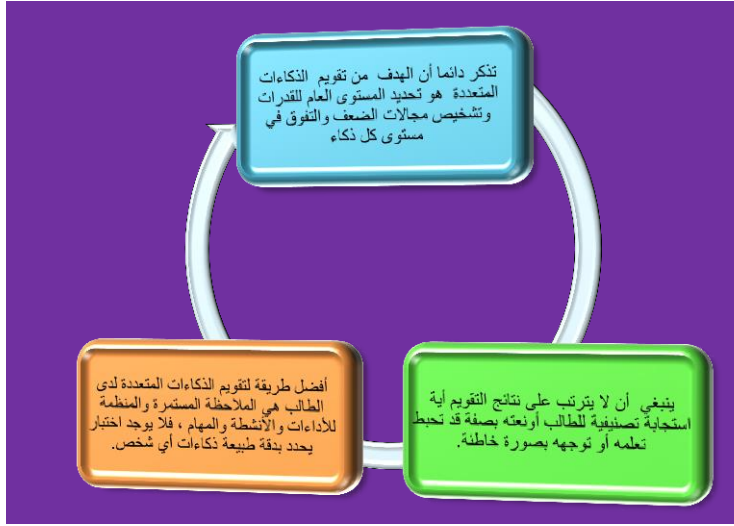 تذكر دائما أن الهدف من تقويم الذكاءات
المتعددة هو تحديد المستوى العام للقدرات
وتشخيص مجالات الضعف والتفوق في
مستوى كل ذكاء
ينبغي أن لا يترتب على نتائج التقويم أية
استجابة تصنيفية للطالب أونعته بصفة قد تحبط
تعلمه أو توجهه بصورة خاطئة.
أفضل طريقة لتقويم الذكاءات المتعددة لدى
الطالب هي الملاحظة المستمرة والمنظمة
للأداءات والأنشطة والمهام ، فلا يوجد اختبار
يحدد بدقة طبيعة ذكاءات أي شخص.